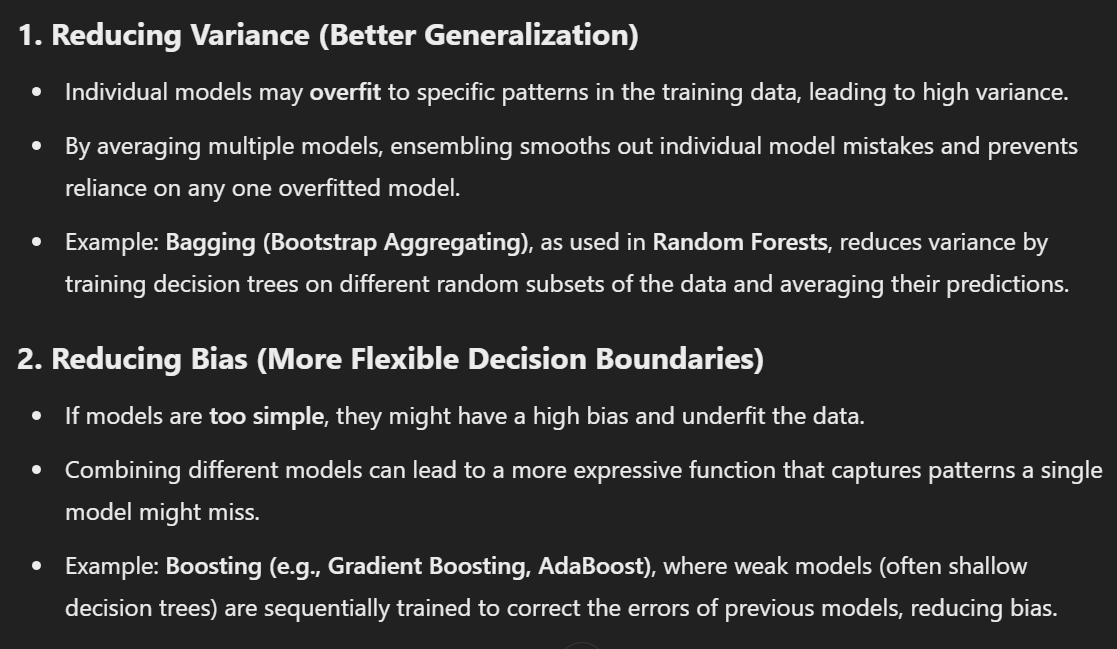 1. Reducing Variance (Better Generalization)
• Individual models may overfit to specific patterns in the training data, leading to high variance.
• By averaging multiple models, ensembling smooths out individual model mistakes and prevents
reliance on any one overfitted model.
• Example: Bagging (Bootstrap Aggregating), as used in Random Forests, reduces variance by
training decision trees on different random subsets of the data and averaging their predictions.
2. Reducing Bias (More Flexible Decision Boundaries)
• If models are too simple, they might have a high bias and underfit the data.
• Combining different models can lead to a more expressive function that captures patterns a single
model might miss.
• Example: Boosting (e.g., Gradient Boosting, AdaBoost), where weak models (often shallow
decision trees) are sequentially trained to correct the errors of previous models, reducing bias.